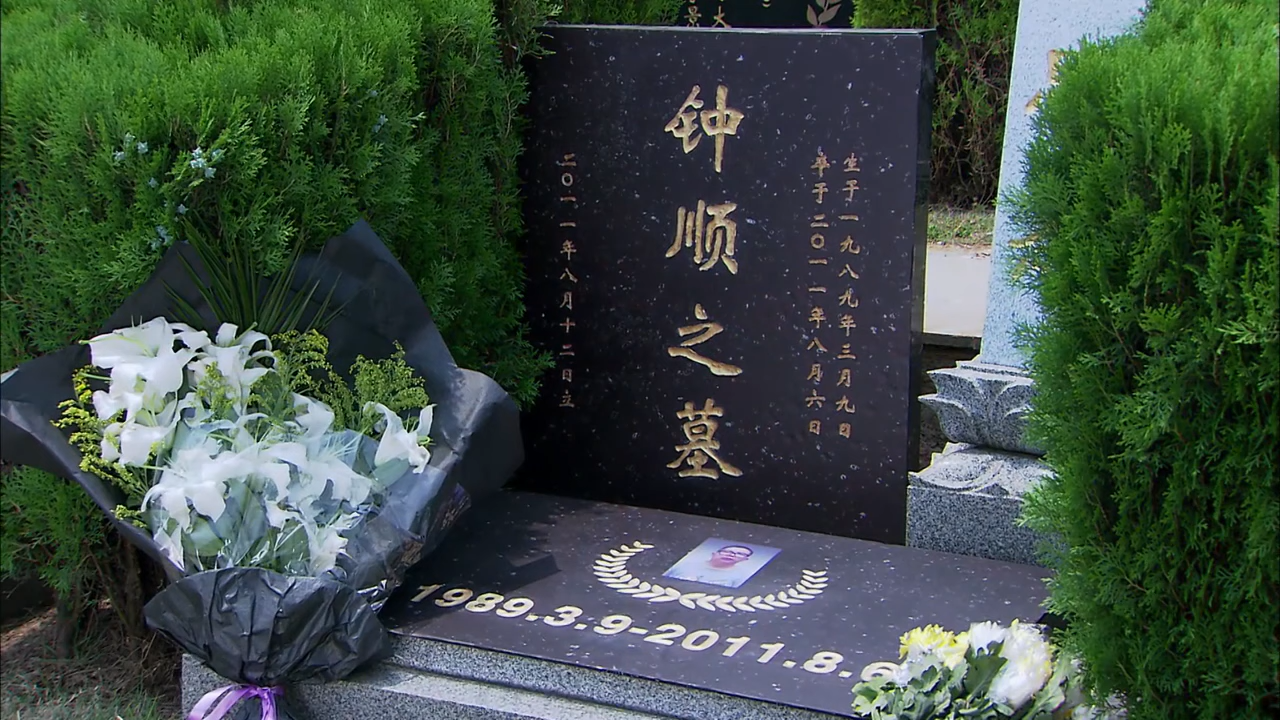 生于一九八九年三月九日
卒于二〇一一年八月六日
钟顺之墓
二〇一一年八月十二日立
1989.3.9-2011.8.6